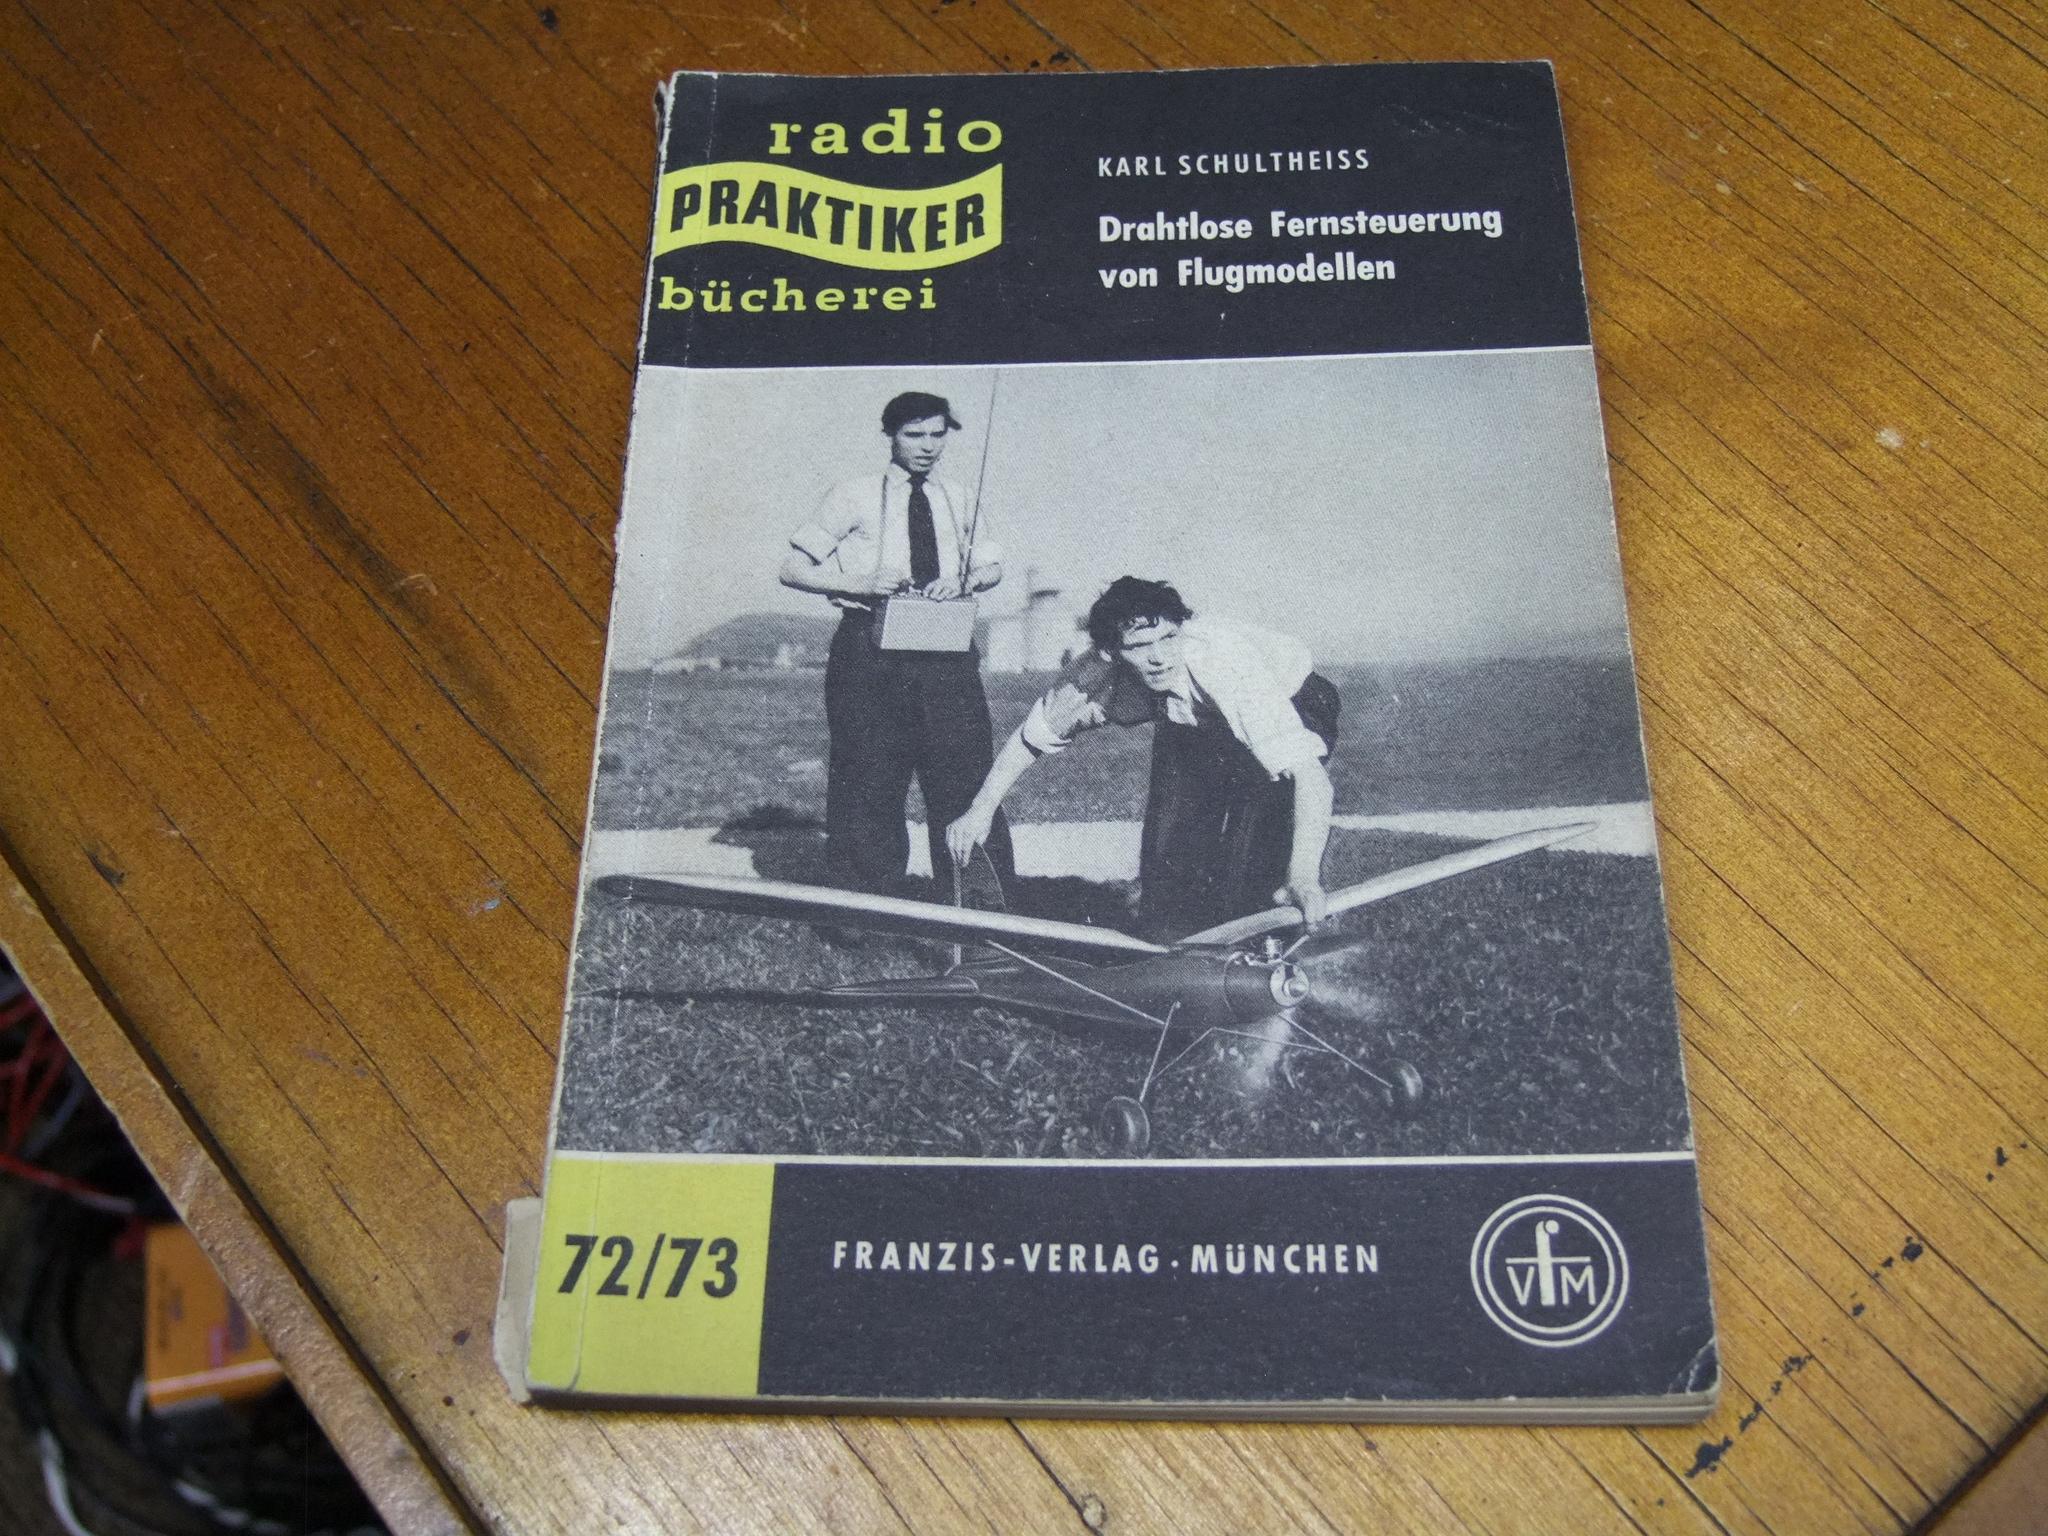 radio
PRAKTIKER
bücherei
KARL SCHULTHEISS
Drahtlose Fernsteuerung
von Flugmodellen
72/73
FRANZIS-VERLAG · MÜNCHEN
VfM